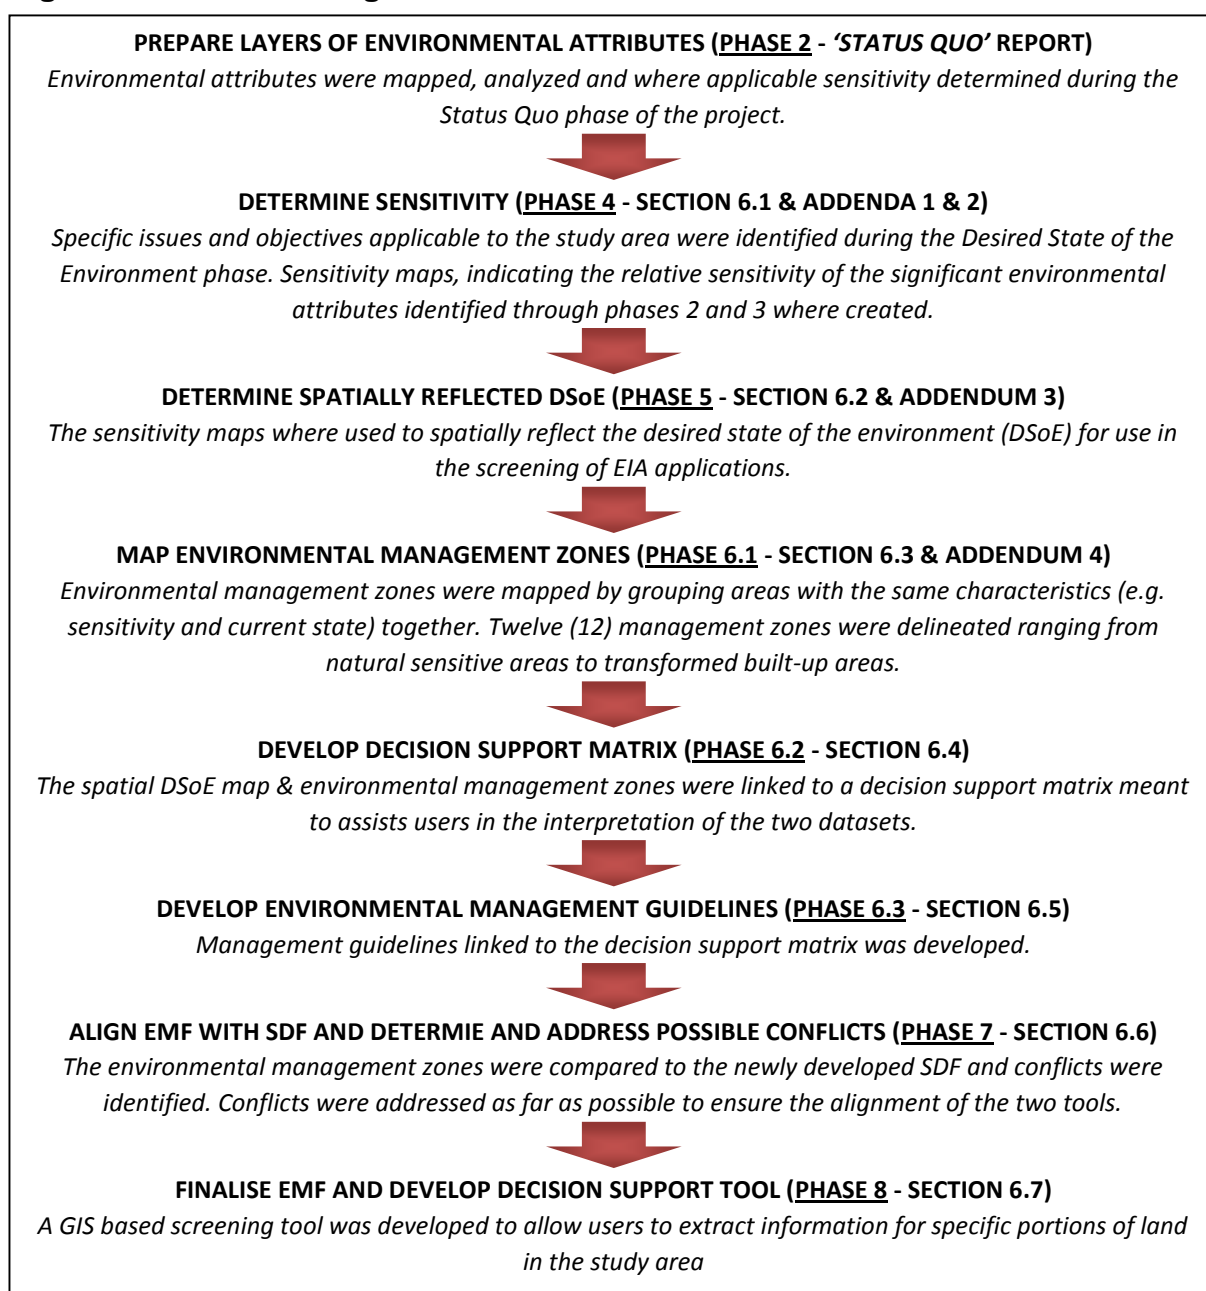 PREPARE LAYERS OF ENVIRONMENTAL ATTRIBUTES (PHASE 2 - ‘STATUS QUO’ REPORT)
Environmental attributes were mapped, analyzed and where applicable sensitivity determined during the
Status Quo phase of the project.
DETERMINE SENSITIVITY (PHASE 4 - SECTION 6.1 & ADDENDA 1 & 2)
Specific issues and objectives applicable to the study area were identified during the Desired State of the
Environment phase. Sensitivity maps, indicating the relative sensitivity of the significant environmental
attributes identified through phases 2 and 3 where created.
DETERMINE SPATIALLY REFLECTED DSoE (PHASE 5 - SECTION 6.2 & ADDENDUM 3)
The sensitivity maps where used to spatially reflect the desired state of the environment (DSoE) for use in
the screening of EIA applications.
MAP ENVIRONMENTAL MANAGEMENT ZONES (PHASE 6.1 - SECTION 6.3 & ADDENDUM 4)
Environmental management zones were mapped by grouping areas with the same characteristics (e.g.
sensitivity and current state) together. Twelve (12) management zones were delineated ranging from
natural sensitive areas to transformed built-up areas.
DEVELOP DECISION SUPPORT MATRIX (PHASE 6.2 - SECTION 6.4)
The spatial DSoE map & environmental management zones were linked to a decision support matrix meant
to assists users in the interpretation of the two datasets.
DEVELOP ENVIRONMENTAL MANAGEMENT GUIDELINES (PHASE 6.3 - SECTION 6.5)
Management guidelines linked to the decision support matrix was developed.
ALIGN EMF WITH SDF AND DETERMIE AND ADDRESS POSSIBLE CONFLICTS (PHASE 7 - SECTION 6.6)
The environmental management zones were compared to the newly developed SDF and conflicts were
identified. Conflicts were addressed as far as possible to ensure the alignment of the two tools.
FINALISE EMF AND DEVELOP DECISION SUPPORT TOOL (PHASE 8 - SECTION 6.7)
A GIS based screening tool was developed to allow users to extract information for specific portions of land
in the study area